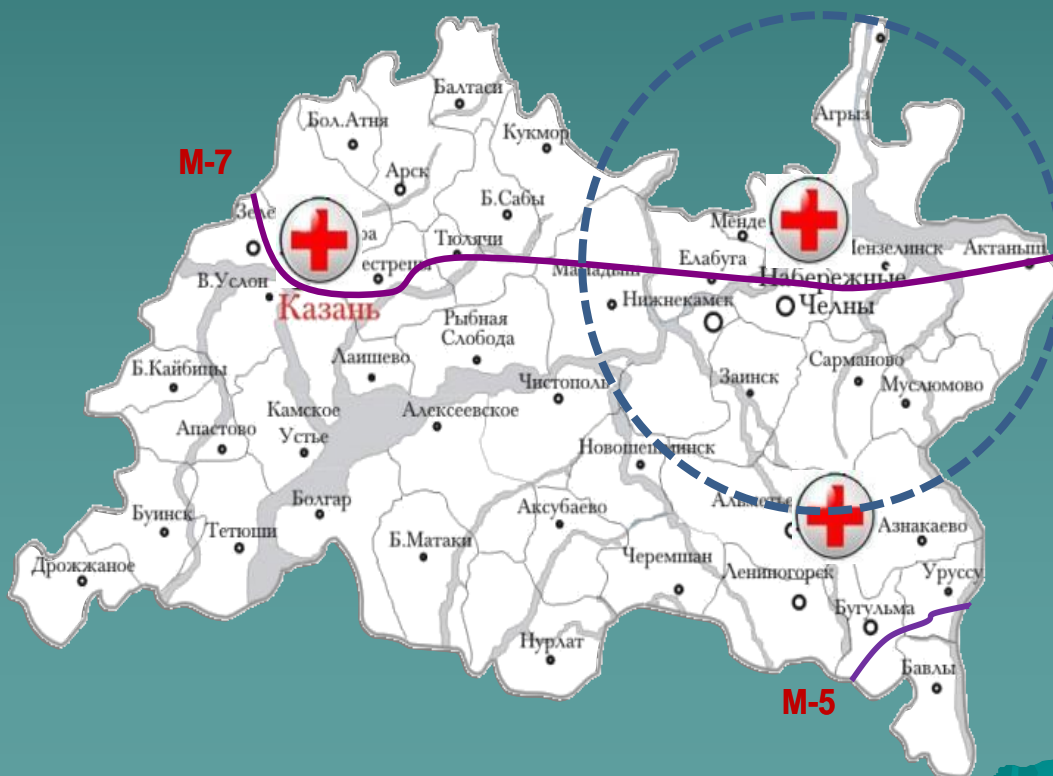 Балтаси
Бол.Атня
Кукмор
Агрыз
М-7
Арск
Б.Сабы
Менде
Тюлячи
Актаныш
Елабуга
В.Услон
Набережные
Челны
Нижнекамск
Казань
Рыбная
Слобода
Лаишево
Сарманово
Б.Кайбицы
Чистополь
Заинск
Муслюмово
Камское
Устье
Алексеевское
Апастово
Новошешминск
Болгар
Аксубаево
Азнакаево
Буинск
Тетюши
Б.Матаки
Черемшан
Лениногорск
Уруссу
Дрожжаное
Бугульма
Нурлат
Бавлы
М-5